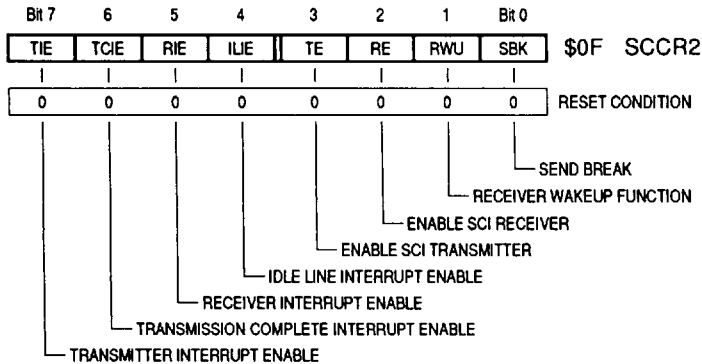 Bit 7 6 5 4 3 2 1 Bit 0
TIE TCIE RIE ILIE TE RE RWU SBK $0F SCCR2
0 0 0 0 0 0 0 0 RESET CONDITION
SEND BREAK
RECEIVER WAKEUP FUNCTION
ENABLE SCI RECEIVER
ENABLE SCI TRANSMITTER
IDLE LINE INTERRUPT ENABLE
RECEIVER INTERRUPT ENABLE
TRANSMISSION COMPLETE INTERRUPT ENABLE
TRANSMITTER INTERRUPT ENABLE